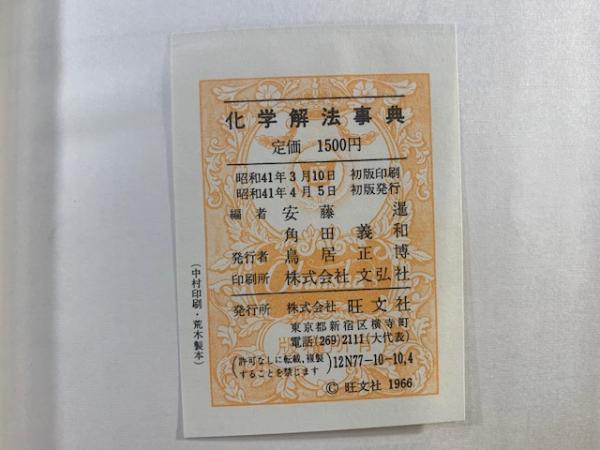 化学解法事典
定価 1500円
昭和41年3月10日 初版印刷
昭和41年4月5日 初版発行
編者 安藤暹
角田義和
発行者 鳥居正博
印刷所 株式会社 文弘社
発行所 株式会社 旺文社
東京都新宿区横寺町
電話(269)2111(大代表)
(許可なしに転載,複製
することを禁じます) 12N77-10-10,4
© 旺文社 1966
(中村印刷・荒木製本)